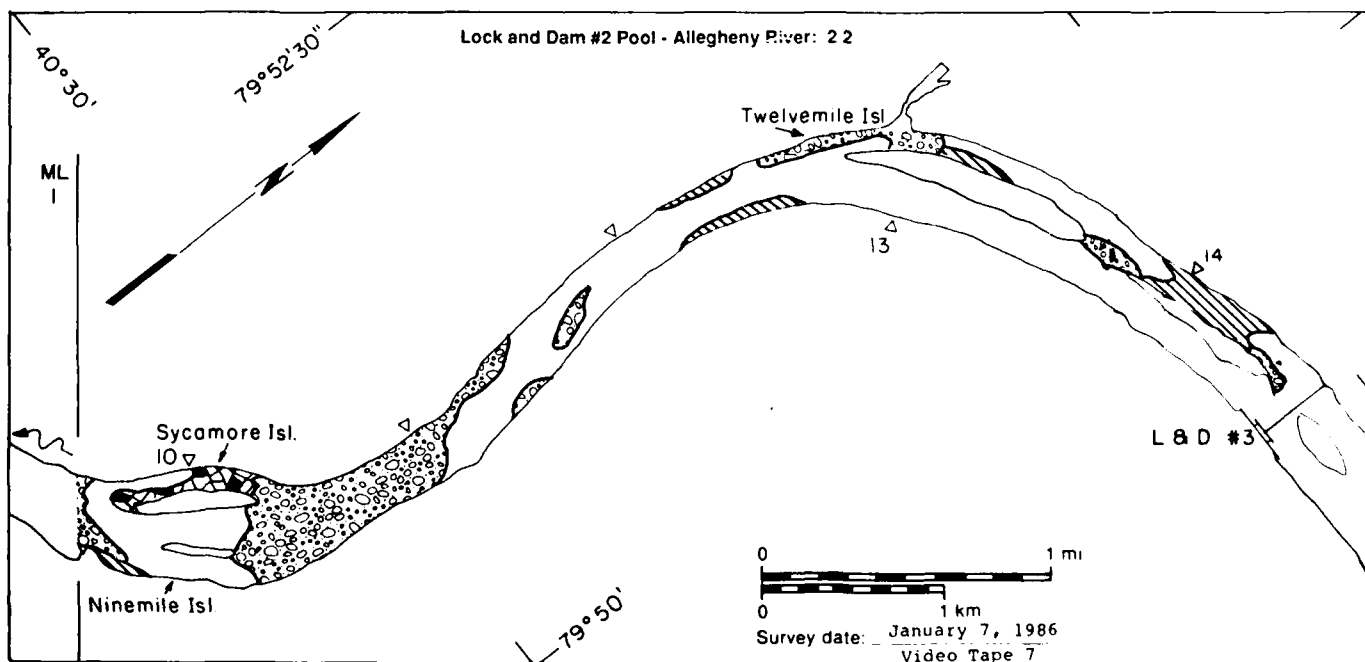 Lock and Dam #2 Pool - Allegheny River: 2 2
40°30'
79°52'30"
ML
1
Twelvemile Isl
13
14
L & D #3
Sycamore Isl.
10
Ninemile Isl
79°50'
0 1 mi
0 1 km
Survey date: January 7, 1986
Video Tape 7